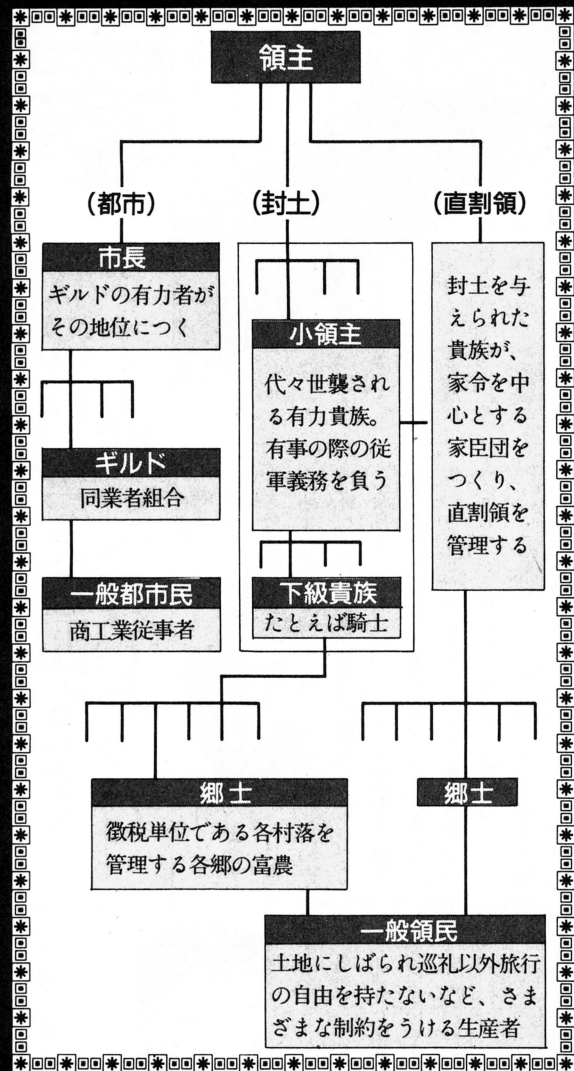 領主
(都市)
市長
ギルドの有力者が
その地位につく
ギルド
同業者組合
一般都市民
商工業従事者
(封土)
小領主
代々世襲され
る有力貴族。
有事の際の従
軍義務を負う
下級貴族
たとえば騎士
(直割領)
封土を与
えられた
貴族が、
家令を中
心とする
家臣団を
つくり、
直割領を
管理する
郷士
徴税単位である各村落を
管理する各郷の富農
郷士
一般領民
土地にしばられ巡礼以外旅行
の自由を持たないなど、さま
ざまな制約をうける生産者